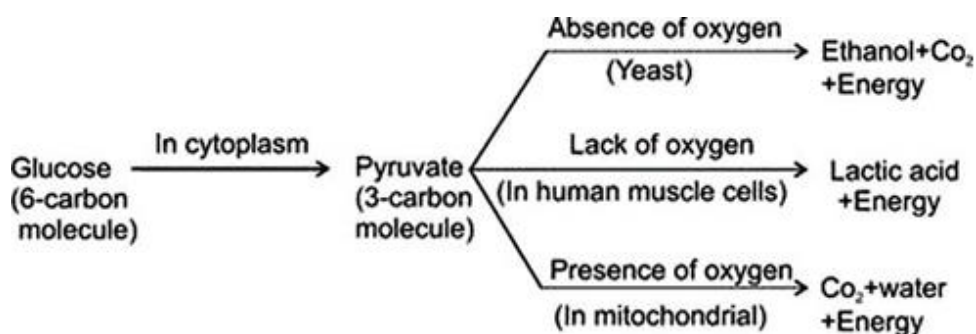 Glucose
(6-carbon
molecule)
In cytoplasm
Pyruvate
(3-carbon
molecule)
Absence of oxygen
(Yeast)
Ethanol+Co₂
+Energy
Lack of oxygen
(In human muscle cells)
Lactic acid
+Energy
Presence of oxygen
(In mitochondrial)
Co₂+water
+Energy